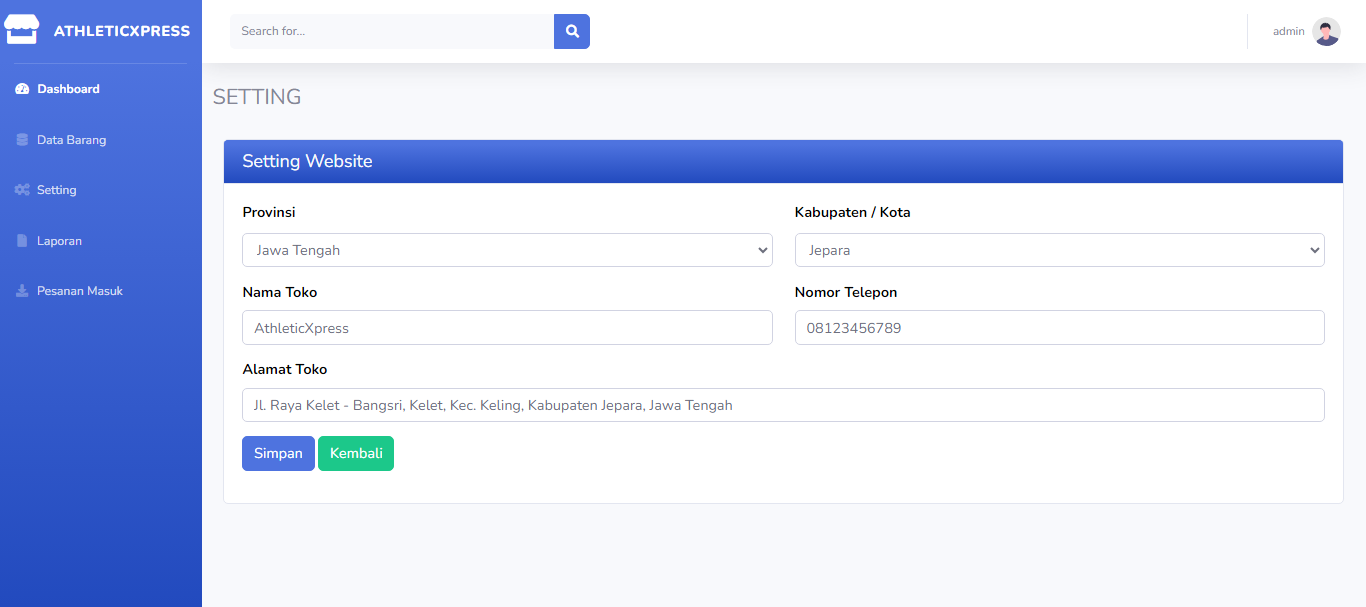 ATHLETICXPRESS
Search for...
admin
Dashboard
Data Barang
Setting
Laporan
Pesanan Masuk
SETTING
Setting Website
Provinsi
Kabupaten / Kota
Jawa Tengah
Jepara
Nama Toko
Nomor Telepon
AthleticXpress
08123456789
Alamat Toko
Jl. Raya Kelet - Bangsri, Kelet, Kec. Keling, Kabupaten Jepara, Jawa Tengah
Simpan
Kembali